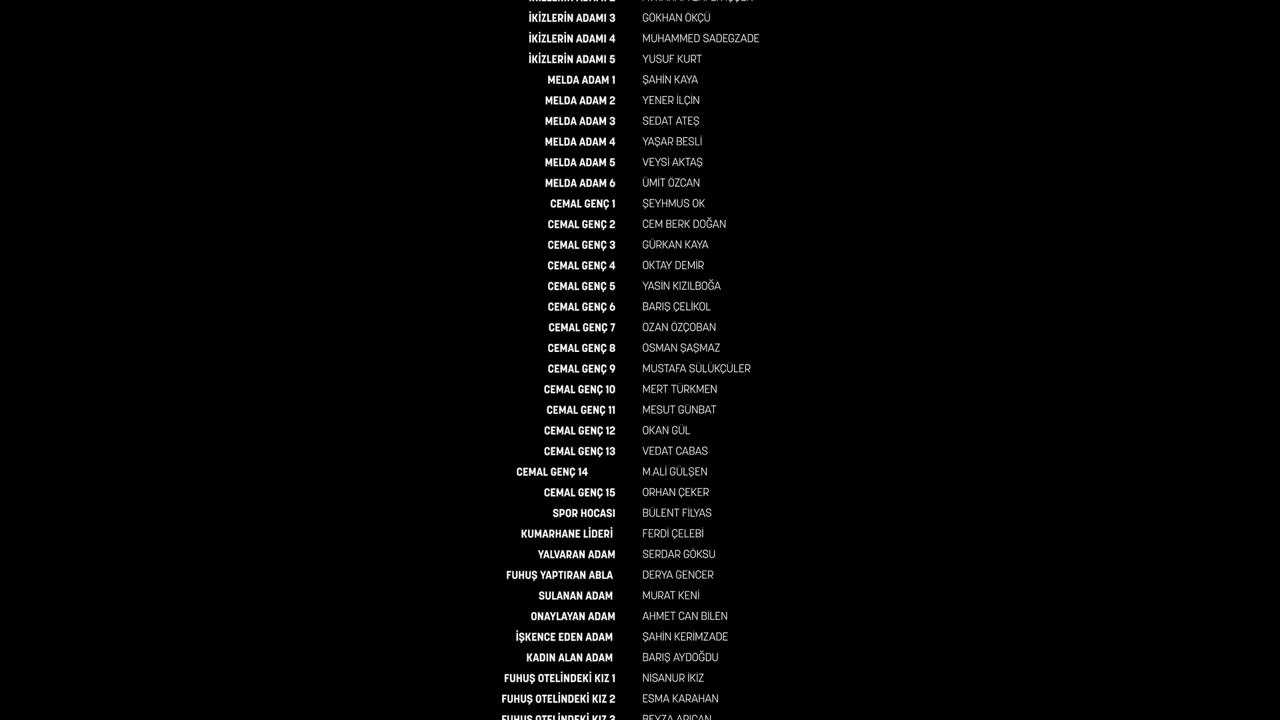 İKİZLERİN ADAMI 3 GÖKHAN OKÇÜ
İKİZLERİN ADAMI 4 MUHAMMED SADEGZADE
İKİZLERİN ADAMI 5 YUSUF KURT
MELDA ADAM 1 ŞAHİN KAYA
MELDA ADAM 2 YENER İLÇİN
MELDA ADAM 3 SEDAT ATEŞ
MELDA ADAM 4 YAŞAR BESLİ
MELDA ADAM 5 VEYSİ AKTAŞ
MELDA ADAM 6 ÜMİT ÖZCAN
CEMAL GENÇ 1 ŞEYHMUS OK
CEMAL GENÇ 2 CEM BERK DOĞAN
CEMAL GENÇ 3 GÜRKAN KAYA
CEMAL GENÇ 4 OKTAY DEMİR
CEMAL GENÇ 5 YASİN KIZILBOĞA
CEMAL GENÇ 6 BARIŞ ÇELİKOL
CEMAL GENÇ 7 OZAN ÖZÇOBAN
CEMAL GENÇ 8 OSMAN ŞAŞMAZ
CEMAL GENÇ 9 MUSTAFA SÜLÜKÇÜLER
CEMAL GENÇ 10 MERT TÜRKMEN
CEMAL GENÇ 11 MESUT GÜNBAT
CEMAL GENÇ 12 OKAN GÜL
CEMAL GENÇ 13 VEDAT CABAS
CEMAL GENÇ 14 M.ALİ GÜLŞEN
CEMAL GENÇ 15 ORHAN ÇEKER
SPOR HOCASI BÜLENT FİLYAS
KUMARHANE LİDERİ FERDİ ÇELEBİ
YALVARAN ADAM SERDAR GÖKSU
FUHUŞ YAPTIRAN ABLA DERYA GENCER
SULANAN ADAM MURAT KENİ
ONAYLAYAN ADAM AHMET CAN BİLEN
İŞKENCE EDEN ADAM ŞAHİN KERİMZADE
KADIN ALAN ADAM BARIŞ AYDOĞDU
FUHUŞ OTELİNDEKİ KIZ 1 NİSANUR İKİZ
FUHUŞ OTELİNDEKİ KIZ 2 ESMA KARAHAN
FUHUŞ OTELİNDEKİ KIZ 3 BEYZA ARICAN